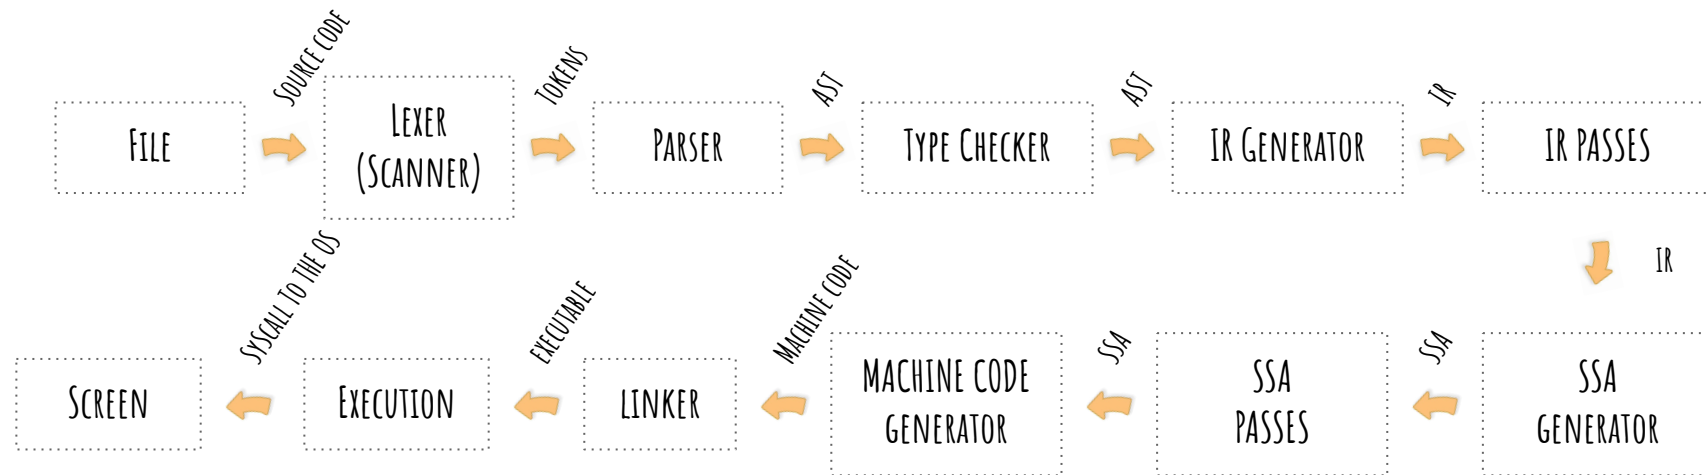 Source code
File
Lexer
(Scanner)
Tokens
Parser
AST
Type Checker
AST
IR Generator
IR
IR PASSES
IR
SSA
GENERATOR
SSA
SSA
PASSES
SSA
MACHINE CODE
GENERATOR
Machine code
LINKER
EXECUTABLE
Execution
SySCALL To THE OS
Screen